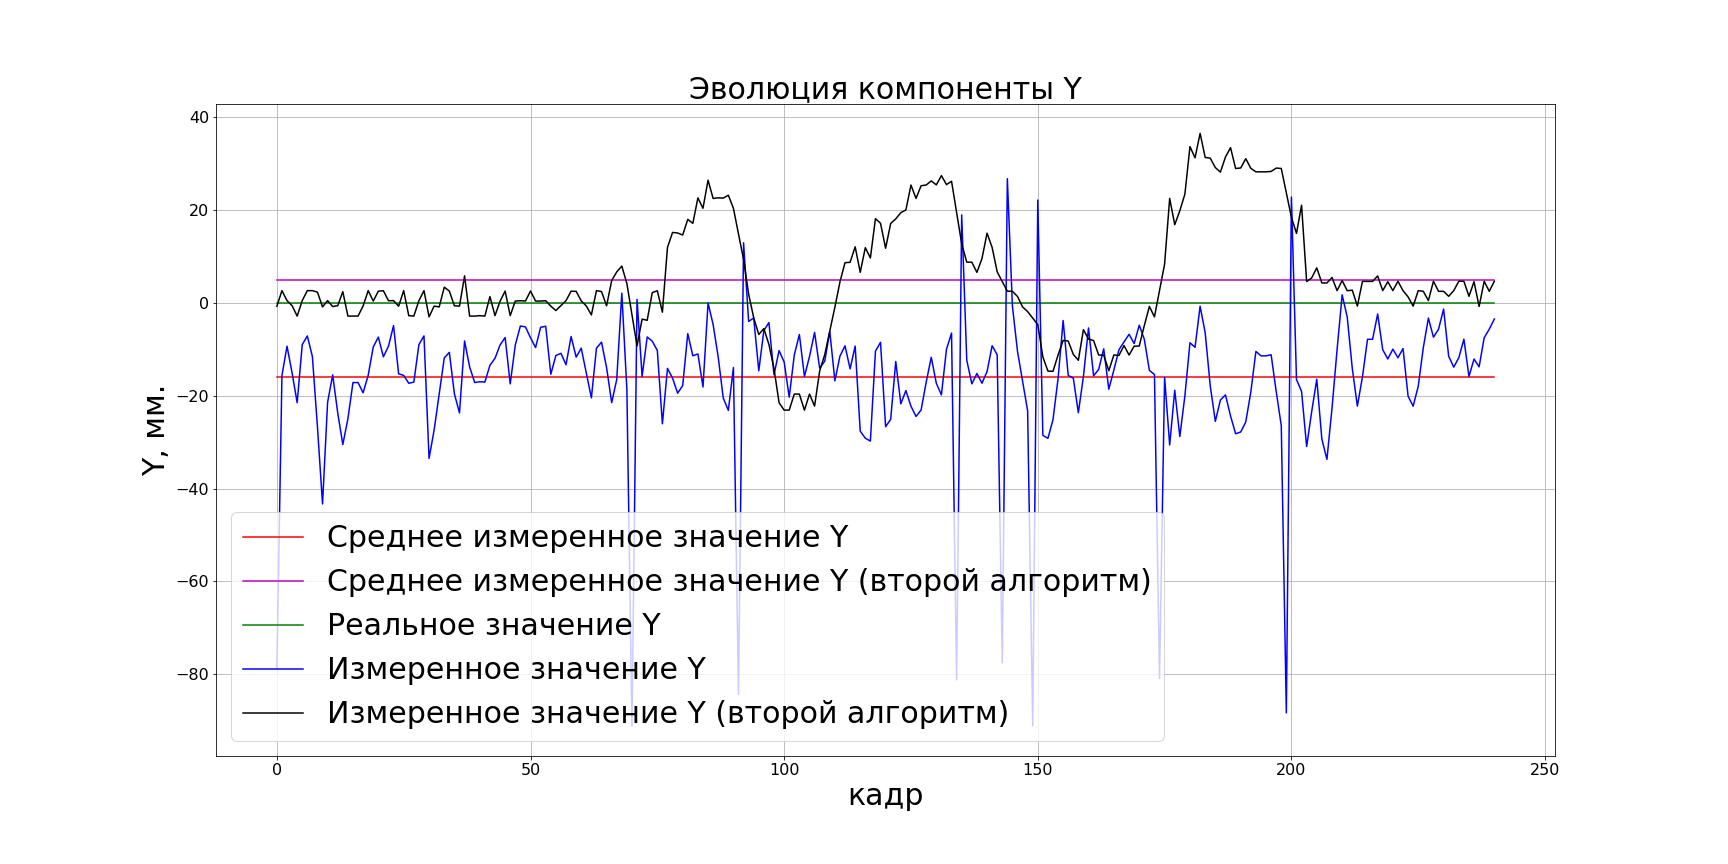 Эволюция компоненты Y
40
20
0
−20
−40
−60
−80
Y, мм.
Среднее измеренное значение Y
Среднее измеренное значение Y (второй алгоритм)
Реальное значение Y
Измеренное значение Y
Измеренное значение Y (второй алгоритм)
0 50 100 150 200 250
кадр